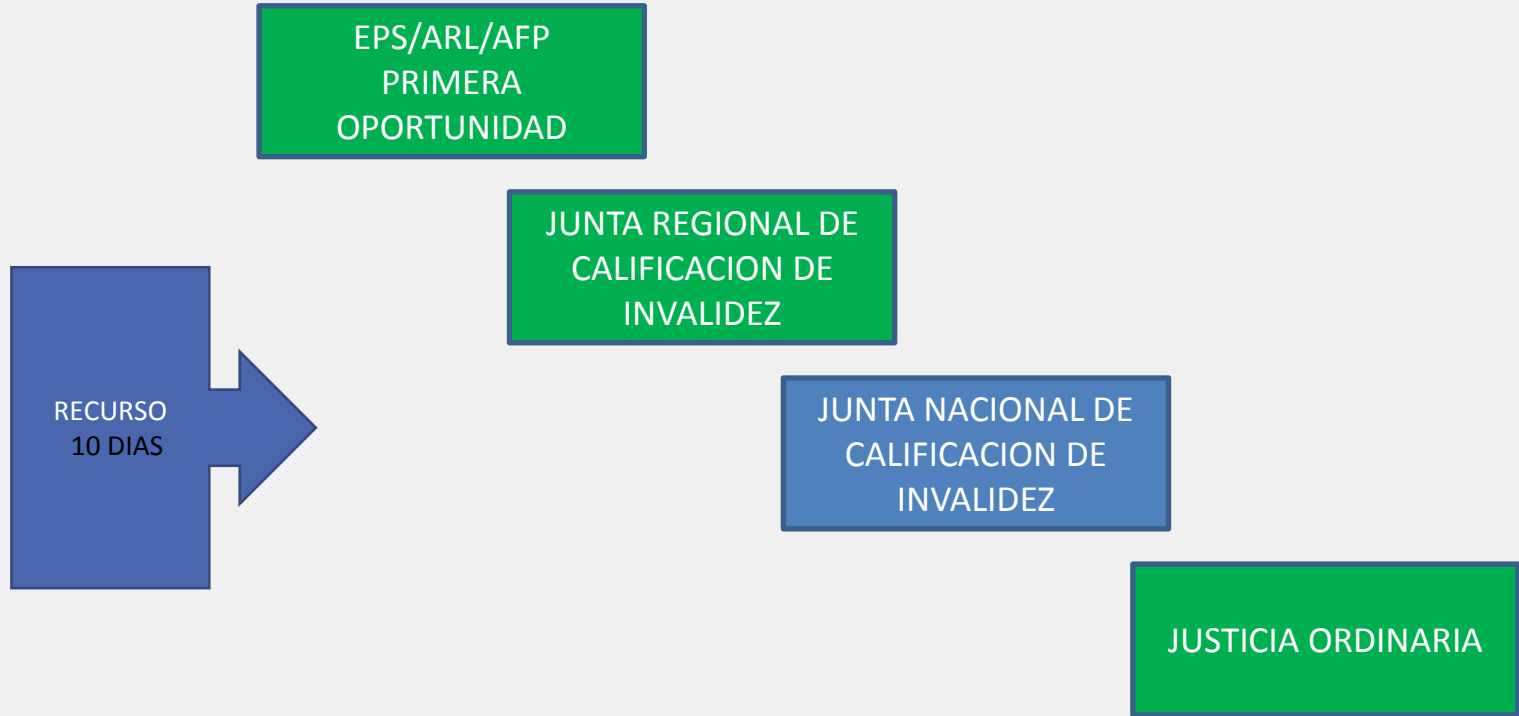 EPS/ARL/AFP
PRIMERA
OPORTUNIDAD
JUNTA REGIONAL DE
CALIFICACION DE
INVALIDEZ
RECURSO
10 DIAS
JUNTA NACIONAL DE
CALIFICACION DE
INVALIDEZ
JUSTICIA ORDINARIA